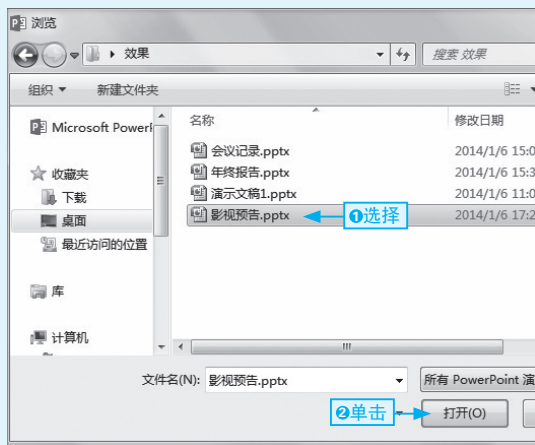 浏览
效果
搜索 效果
组织 新建文件夹
名称 修改日期
Microsoft PowerP
会议记录.pptx 2014/1/6 15:0
收藏夹
年终报告.pptx 2014/1/6 15:3
下载
演示文稿1.pptx 2014/1/6 11:0
桌面
影视预告.pptx ❶选择 2014/1/6 17:2
最近访问的位置
库
计算机
文件名(N): 影视预告.pptx 所有 PowerPoint 演
❷单击 打开(O)